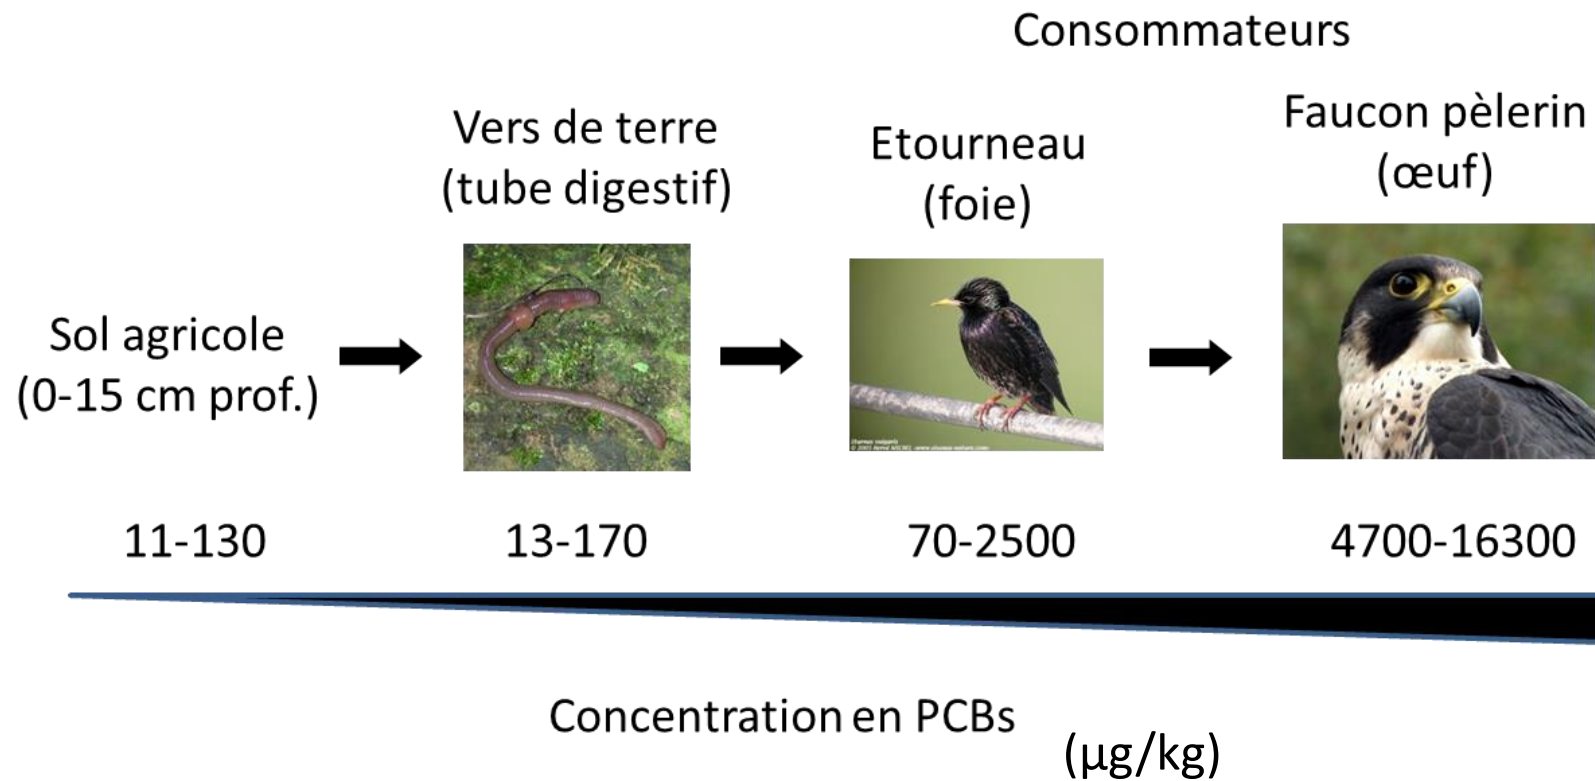 Consommateurs
Vers de terre
(tube digestif)
Etourneau
(foie)
Faucon pèlerin
(œuf)
Sol agricole
(0-15 cm prof.)
11-130
13-170
70-2500
4700-16300
Concentration en PCBs
(µg/kg)